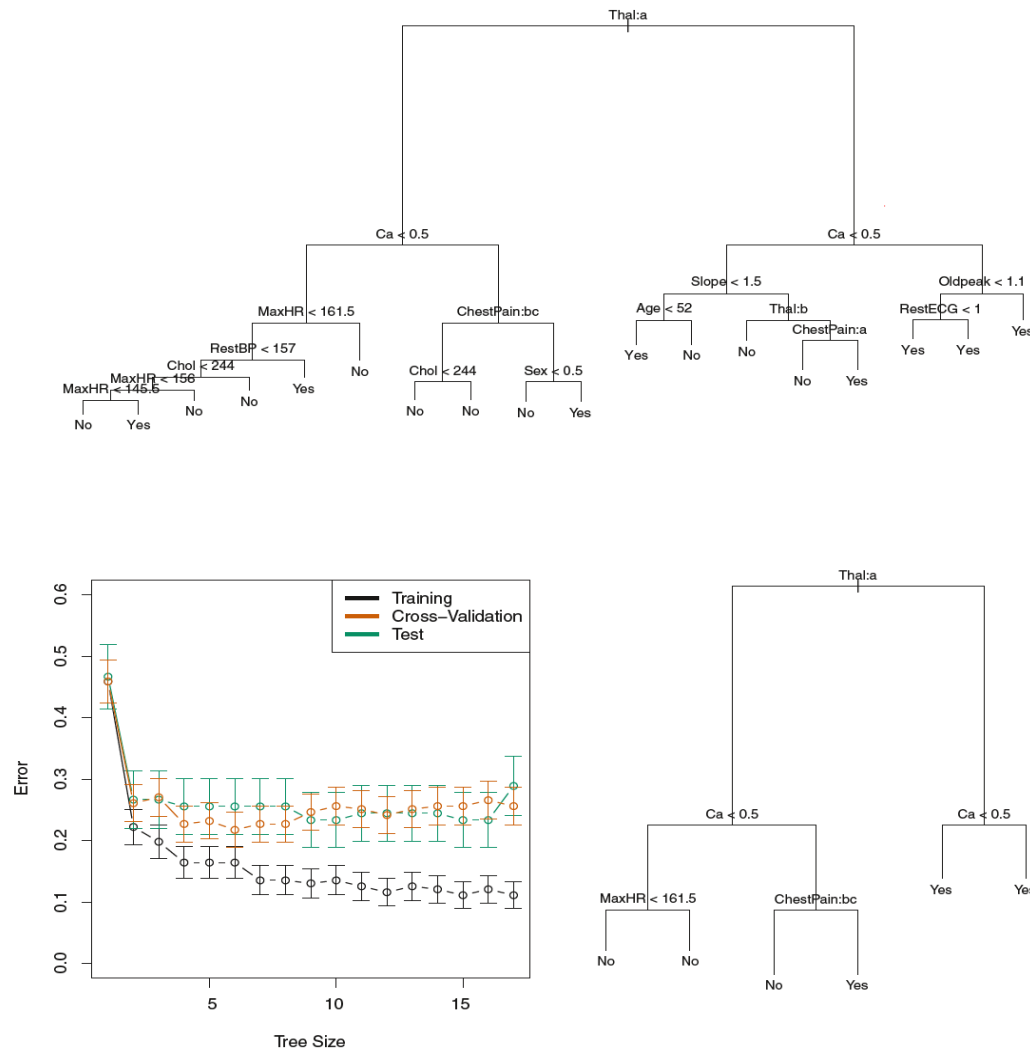 Thal:a
Ca < 0.5
Ca < 0.5
Slope < 1.5
Oldpeak < 1.1
MaxHR < 161.5
ChestPain:bc
Age < 52
Thal:b
RestECG < 1
ChestPain:a
Yes
RestBP < 157
Yes
No
No
Yes
Yes
Chol < 244
No
Chol < 244
Sex < 0.5
No
Yes
MaxHR < 156
Yes
MaxHR < 145.5
No
No
No
No
No
Yes
No
Yes
0.6
0.5
0.4
0.3
0.2
0.1
0.0
Error
Training
Cross−Validation
Test
5
10
15
Tree Size
Thal:a
Ca < 0.5
Ca < 0.5
MaxHR < 161.5
ChestPain:bc
Yes
Yes
No
No
No
Yes